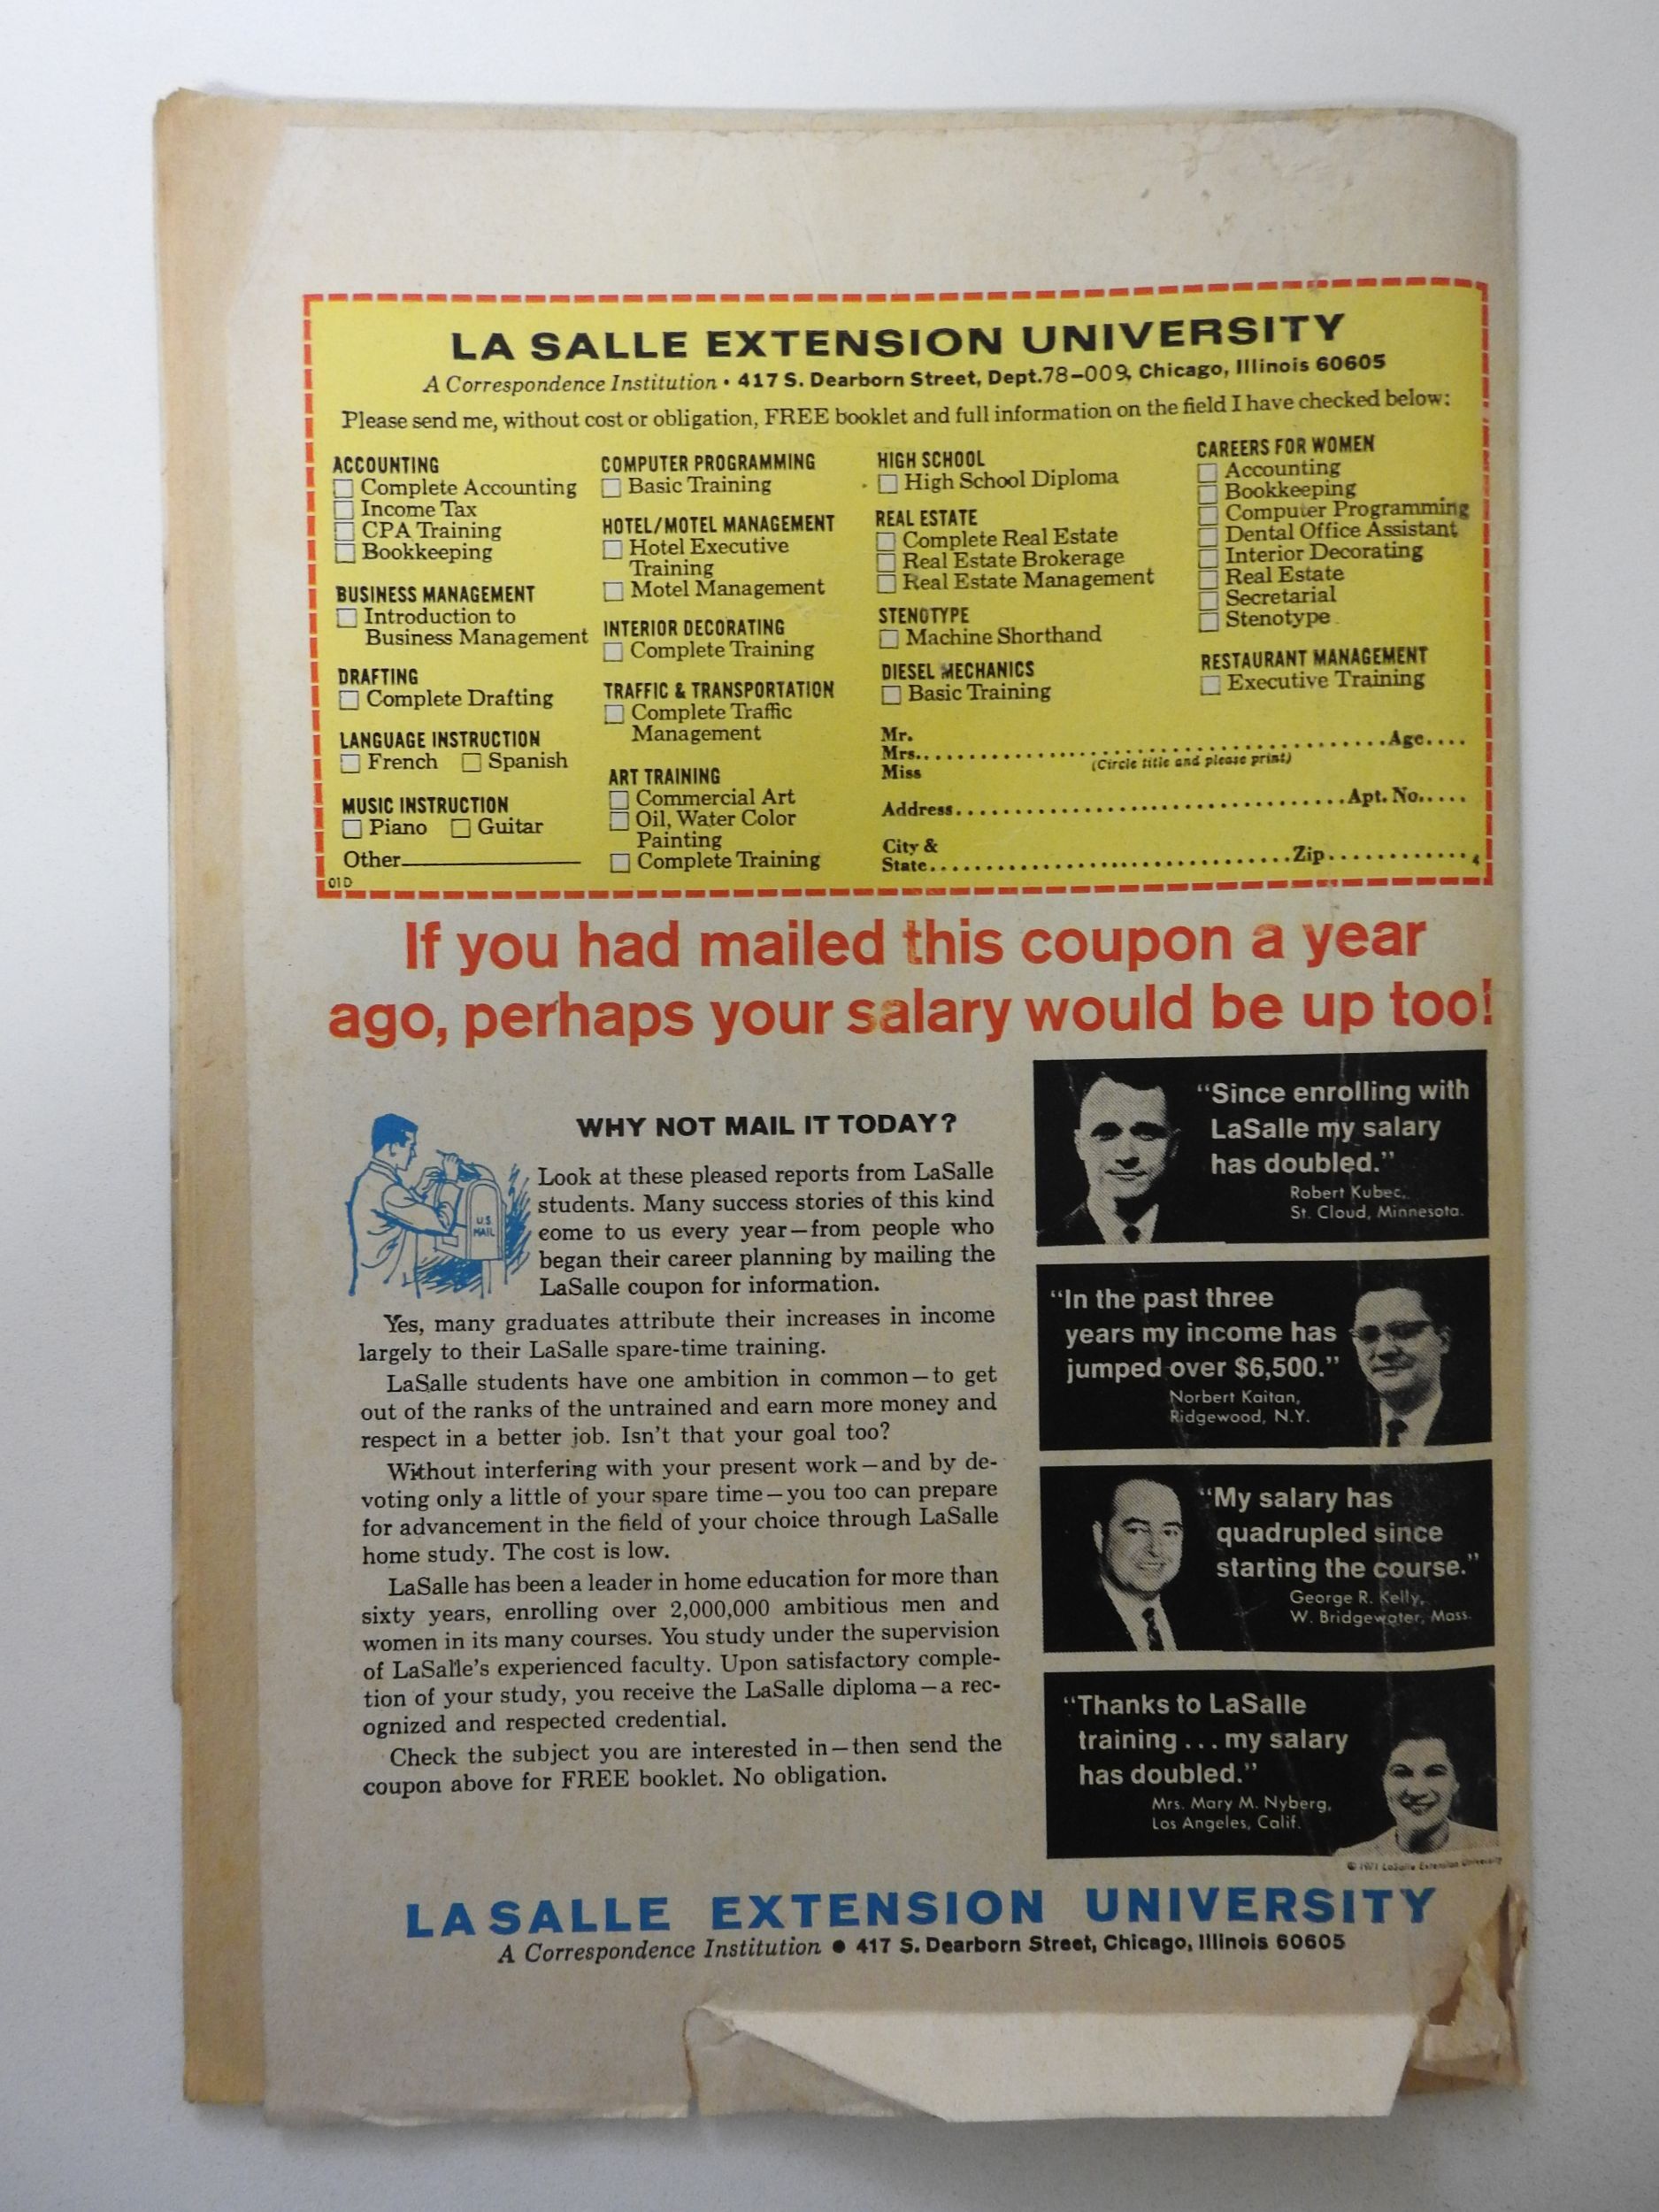 LA SALLE EXTENSION UNIVERSITY
A Correspondence Institution • 417 S. Dearborn Street, Dept.78-009, Chicago, Illinois 60605
Please send me, without cost or obligation, FREE booklet and full information on the field I have checked below:
ACCOUNTING
Complete Accounting
Income Tax
CPA Training
Bookkeeping
BUSINESS MANAGEMENT
Introduction to
Business Management
DRAFTING
Complete Drafting
LANGUAGE INSTRUCTION
French Spanish
MUSIC INSTRUCTION
Piano Guitar
Other
01D
COMPUTER PROGRAMMING
Basic Training
HOTEL/MOTEL MANAGEMENT
Hotel Executive
Training
Motel Management
INTERIOR DECORATING
Complete Training
TRAFFIC & TRANSPORTATION
Complete Traffic
Management
ART TRAINING
Commercial Art
Oil, Water Color
Painting
Complete Training
HIGH SCHOOL
High School Diploma
REAL ESTATE
Complete Real Estate
Real Estate Brokerage
Real Estate Management
STENOTYPE
Machine Shorthand
DIESEL MECHANICS
Basic Training
CAREERS FOR WOMEN
Accounting
Bookkeeping
Computer Programming
Dental Office Assistant
Interior Decorating
Real Estate
Secretarial
Stenotype
RESTAURANT MANAGEMENT
Executive Training
Mr.
Mrs. Age
(Circle title and please print)
Miss
Address Apt. No.
City &
State Zip
4
If you had mailed this coupon a year
ago, perhaps your salary would be up too!
U.S.
MAIL
WHY NOT MAIL IT TODAY?
Look at these pleased reports from LaSalle
students. Many success stories of this kind
come to us every year—from people who
began their career planning by mailing the
LaSalle coupon for information.
Yes, many graduates attribute their increases in income
largely to their LaSalle spare-time training.
LaSalle students have one ambition in common—to get
out of the ranks of the untrained and earn more money and
respect in a better job. Isn't that your goal too?
Without interfering with your present work—and by de-
voting only a little of your spare time—you too can prepare
for advancement in the field of your choice through LaSalle
home study. The cost is low.
LaSalle has been a leader in home education for more than
sixty years, enrolling over 2,000,000 ambitious men and
women in its many courses. You study under the supervision
of LaSalle's experienced faculty. Upon satisfactory comple-
tion of your study, you receive the LaSalle diploma—a rec-
ognized and respected credential.
Check the subject you are interested in—then send the
coupon above for FREE booklet. No obligation.
“Since enrolling with
LaSalle my salary
has doubled.”
Robert Kubec,
St. Cloud, Minnesota.
“In the past three
years my income has
jumped over $6,500.”
Norbert Kaitan,
Ridgewood, N.Y.
“My salary has
quadrupled since
starting the course.”
George R. Kelly,
W. Bridgewater, Mass.
“Thanks to LaSalle
training . . . my salary
has doubled.”
Mrs. Mary M. Nyberg,
Los Angeles, Calif.
© 1971 LaSalle Extension University
LASALLE EXTENSION UNIVERSITY
A Correspondence Institution • 417 S. Dearborn Street, Chicago, Illinois 60605